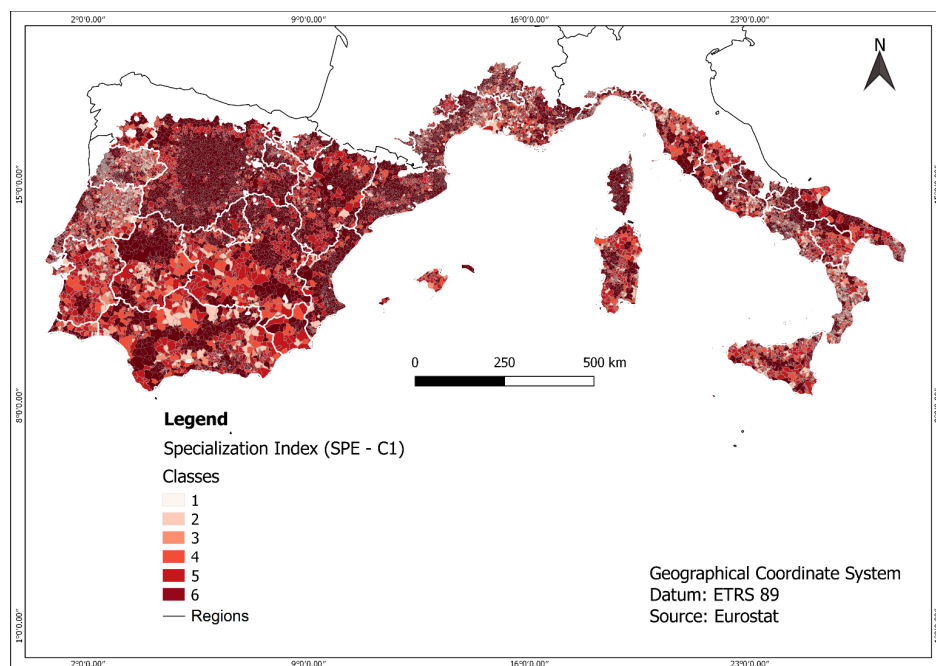 2°0'0.00"
9°0'0.00"
16°0'0.00"
23°0'0.00"
N
15°0'0.00"
8°0'0.00"
1°0'0.00"
0
250
500 km
Legend
Specialization Index (SPE - C1)
Classes
1
2
3
4
5
6
Regions
Geographical Coordinate System
Datum: ETRS 89
Source: Eurostat
2°0'0.00"
9°0'0.00"
16°0'0.00"
23°0'0.00"